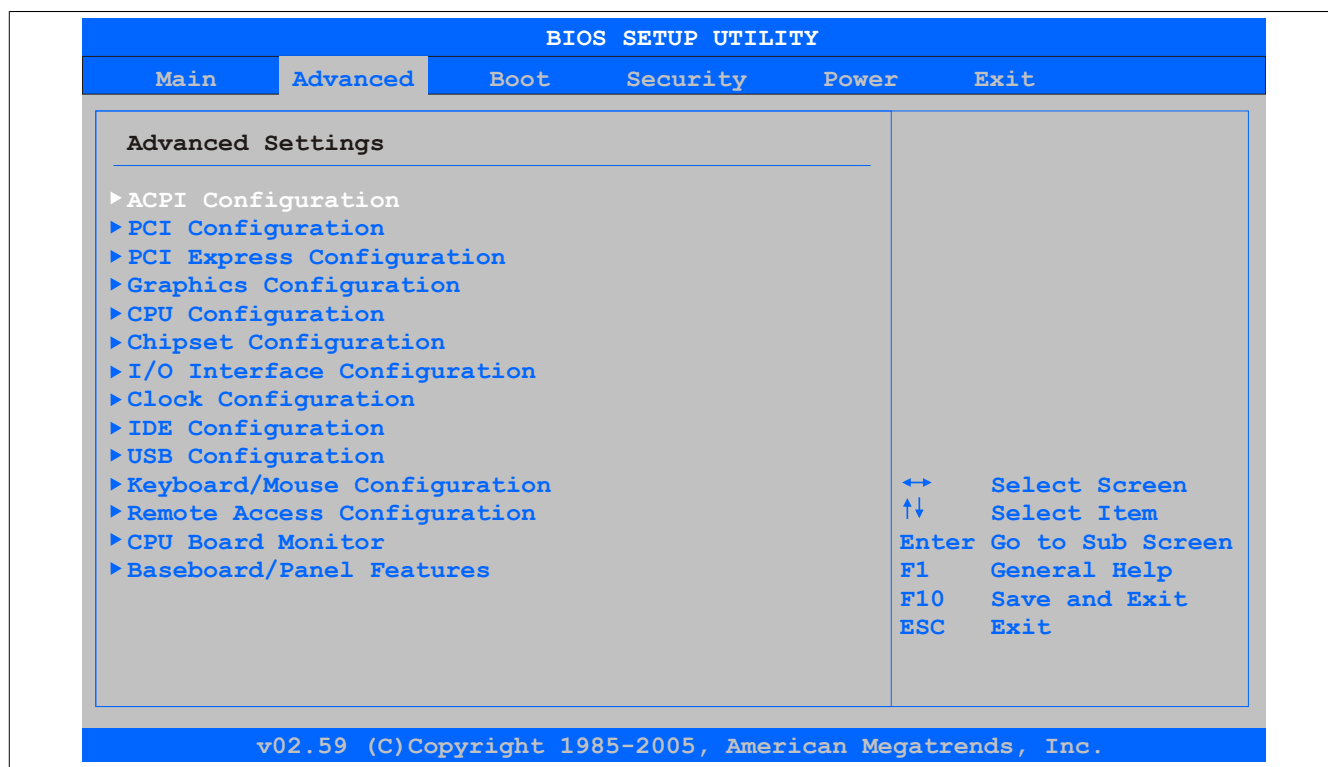 BIOS SETUP UTILITY
Main Advanced Boot Security Power Exit
Advanced Settings
ACPI Configuration
PCI Configuration
PCI Express Configuration
Graphics Configuration
CPU Configuration
Chipset Configuration
I/O Interface Configuration
Clock Configuration
IDE Configuration
USB Configuration
Keyboard/Mouse Configuration
Remote Access Configuration
CPU Board Monitor
Baseboard/Panel Features
↔ Select Screen
↑↓ Select Item
Enter Go to Sub Screen
F1 General Help
F10 Save and Exit
ESC Exit
v02.59 (C)Copyright 1985-2005, American Megatrends, Inc.